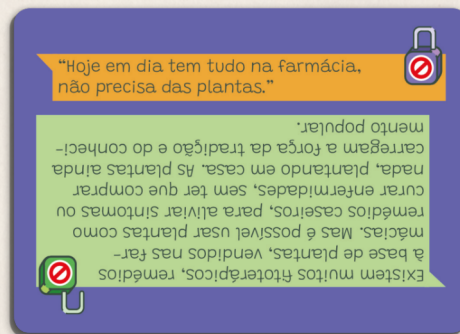 “Hoje em dia tem tudo na farmácia,
não precisa das plantas.”
Existem muitos fitoterápicos, remédios
à base de plantas, vendidos nas far-
mácias. Mas é possível usar plantas como
remédios caseiros, para aliviar sintomas ou
curar enfermidades, sem ter que comprar
nada, plantando em casa. As plantas ainda
carregam a força da tradição e do conheci-
mento popular.